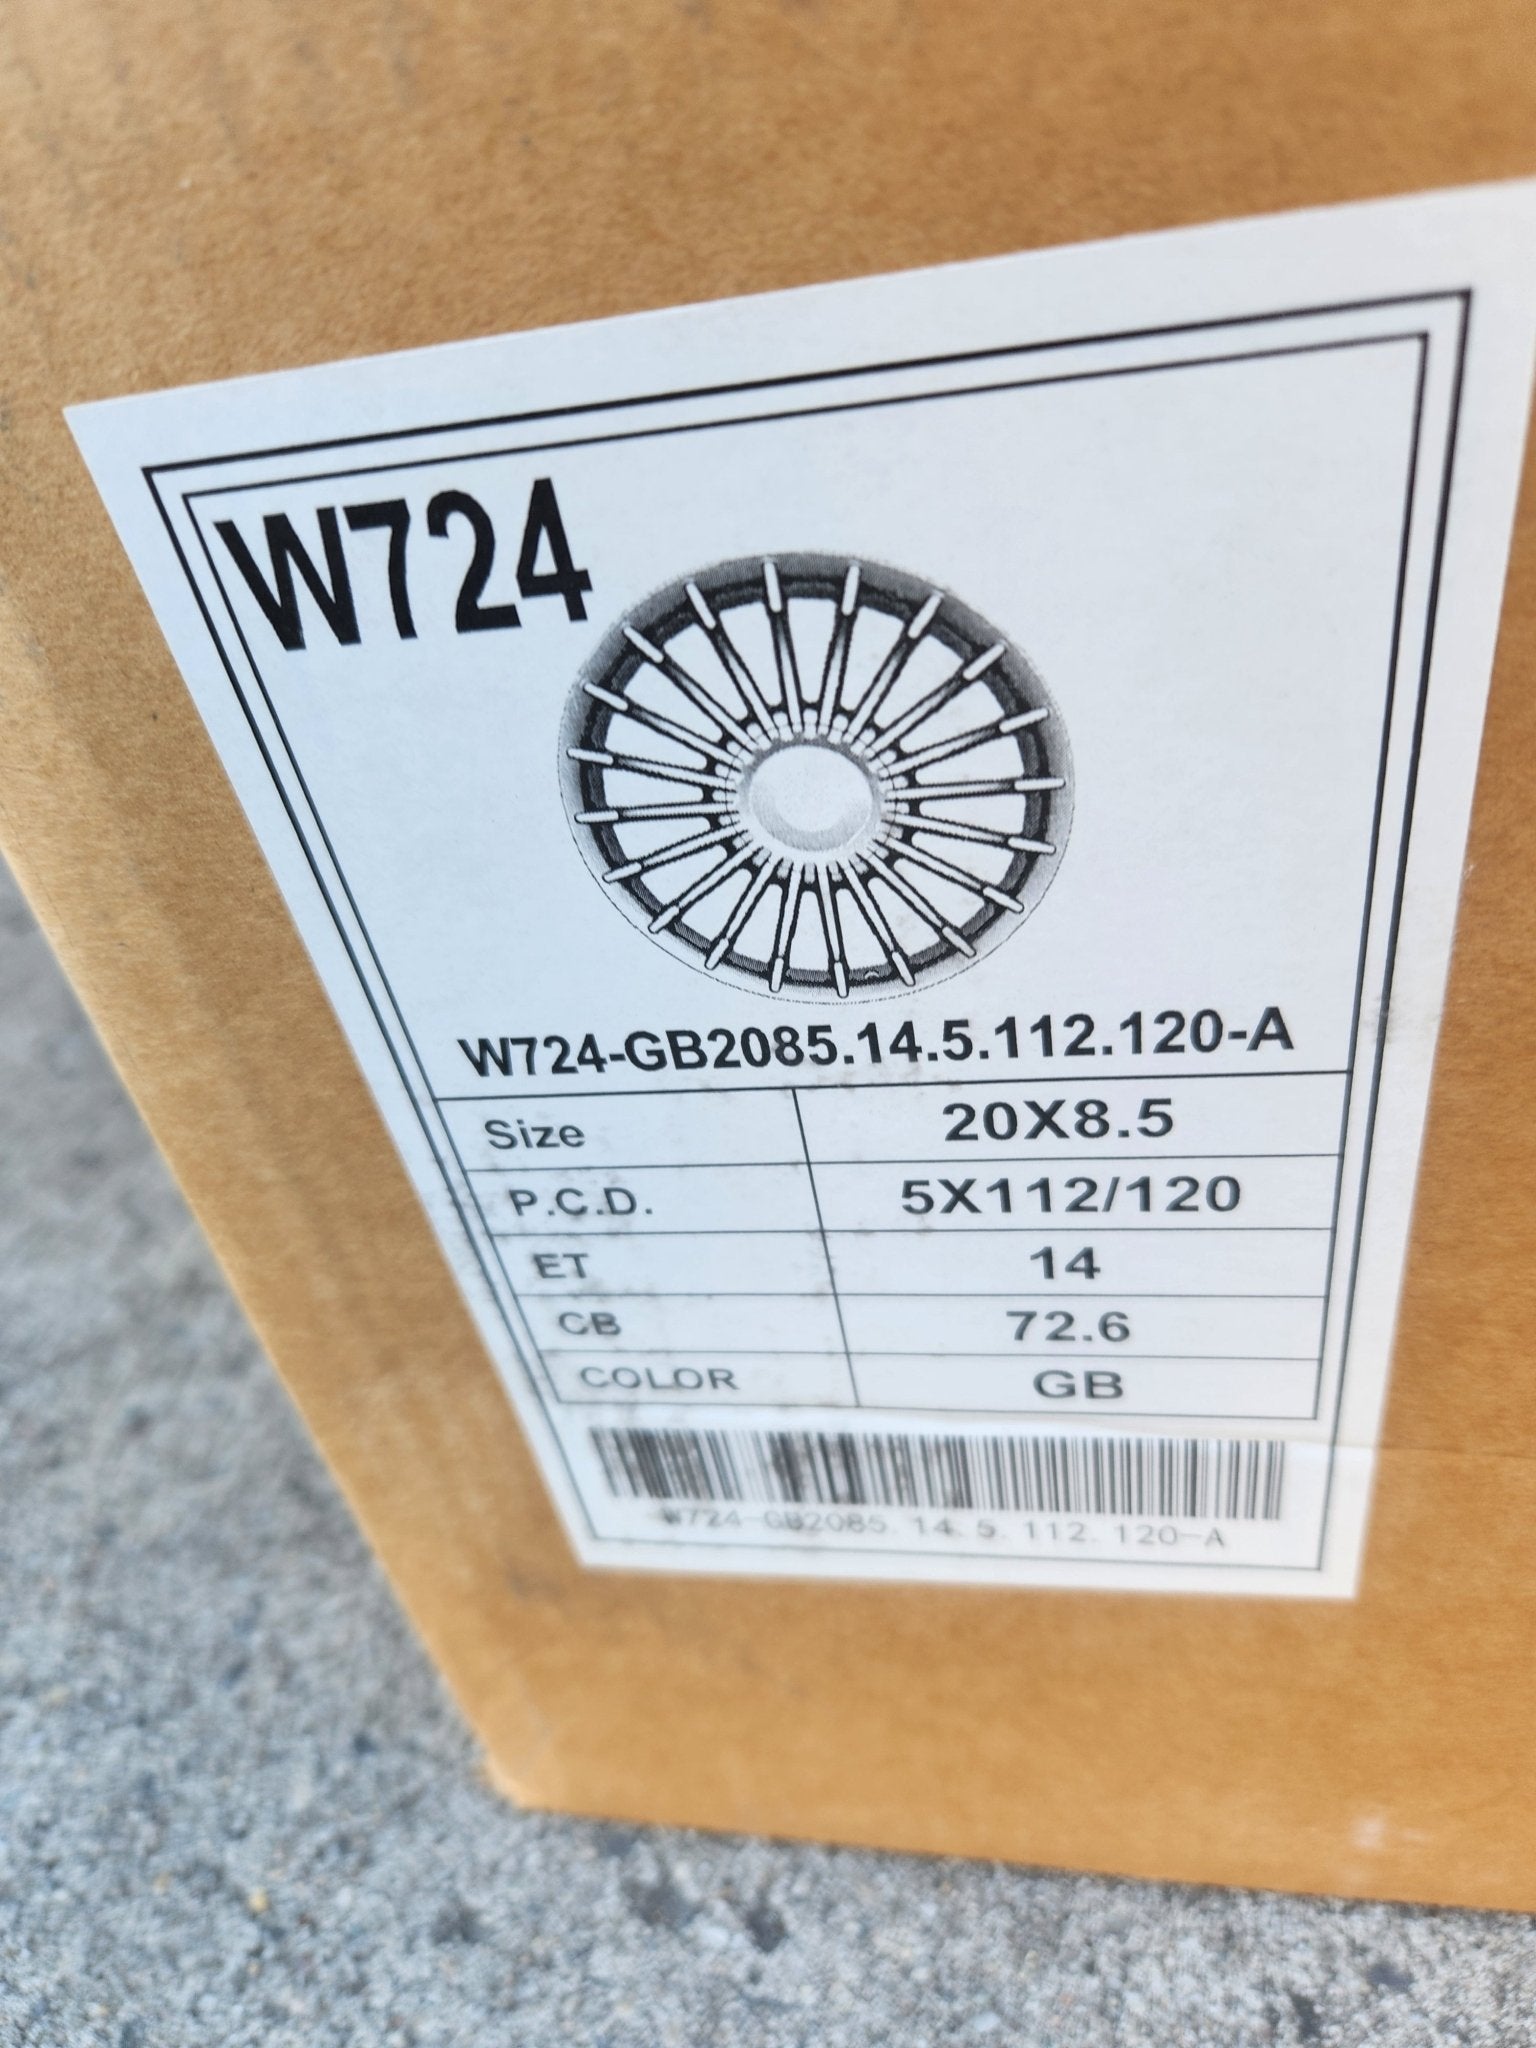 W724
W724-GB2085.14.5.112.120-A
Size 20X8.5
P.C.D. 5X112/120
ET 14
CB 72.6
COLOR GB
W724-GB2085.14.5.112.120-A